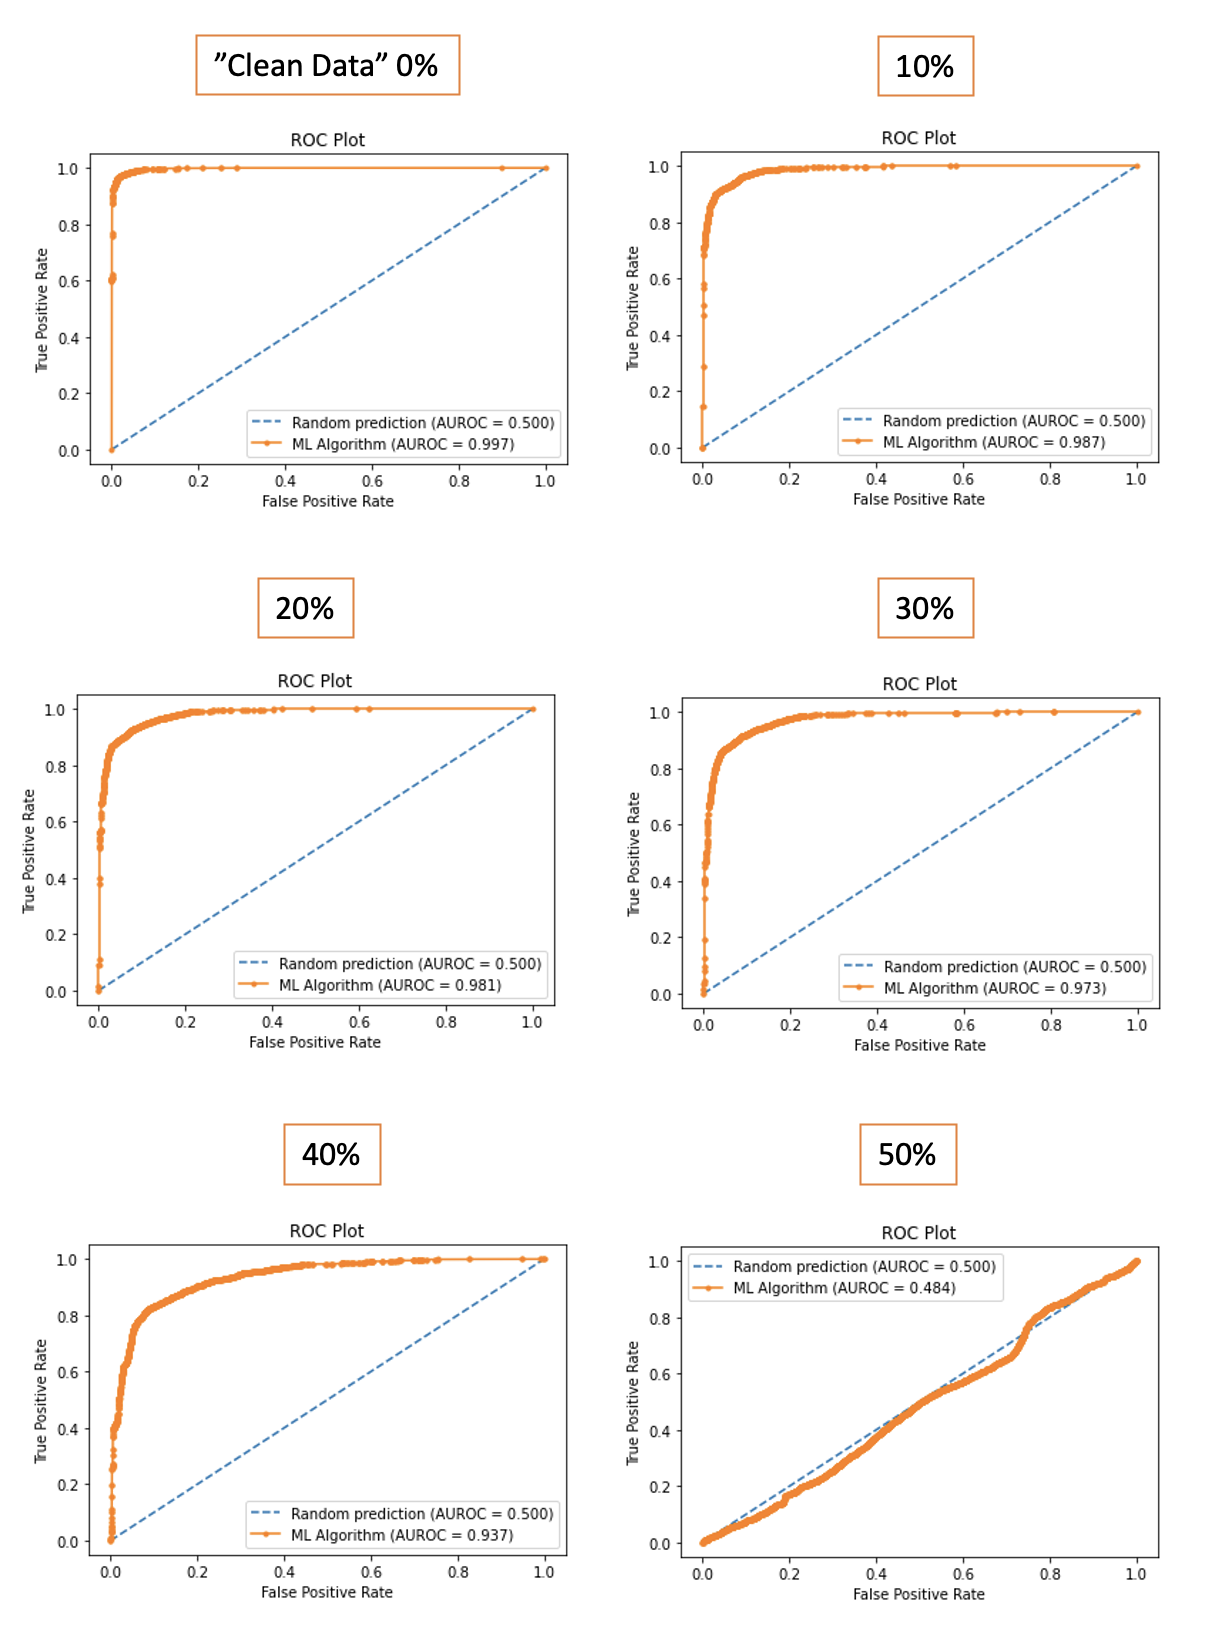 ”Clean Data” 0%
10%
ROC Plot
1.0
0.8
0.6
0.4
0.2
0.0
True Positive Rate
Random prediction (AUROC = 0.500)
ML Algorithm (AUROC = 0.997)
0.0 0.2 0.4 0.6 0.8 1.0
False Positive Rate
ROC Plot
1.0
0.8
0.6
0.4
0.2
0.0
True Positive Rate
Random prediction (AUROC = 0.500)
ML Algorithm (AUROC = 0.987)
0.0 0.2 0.4 0.6 0.8 1.0
False Positive Rate
20%
30%
ROC Plot
1.0
0.8
0.6
0.4
0.2
0.0
True Positive Rate
Random prediction (AUROC = 0.500)
ML Algorithm (AUROC = 0.981)
0.0 0.2 0.4 0.6 0.8 1.0
False Positive Rate
ROC Plot
1.0
0.8
0.6
0.4
0.2
0.0
True Positive Rate
Random prediction (AUROC = 0.500)
ML Algorithm (AUROC = 0.973)
0.0 0.2 0.4 0.6 0.8 1.0
False Positive Rate
40%
50%
ROC Plot
1.0
0.8
0.6
0.4
0.2
0.0
True Positive Rate
Random prediction (AUROC = 0.500)
ML Algorithm (AUROC = 0.937)
0.0 0.2 0.4 0.6 0.8 1.0
False Positive Rate
ROC Plot
Random prediction (AUROC = 0.500)
ML Algorithm (AUROC = 0.484)
1.0
0.8
0.6
0.4
0.2
0.0
True Positive Rate
0.0 0.2 0.4 0.6 0.8 1.0
False Positive Rate